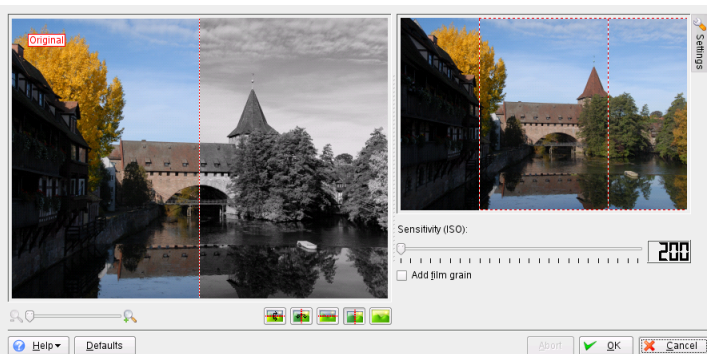 Original
Settings
Sensitivity (ISO):
200
Add film grain
Help
Defaults
Abort
OK
Cancel